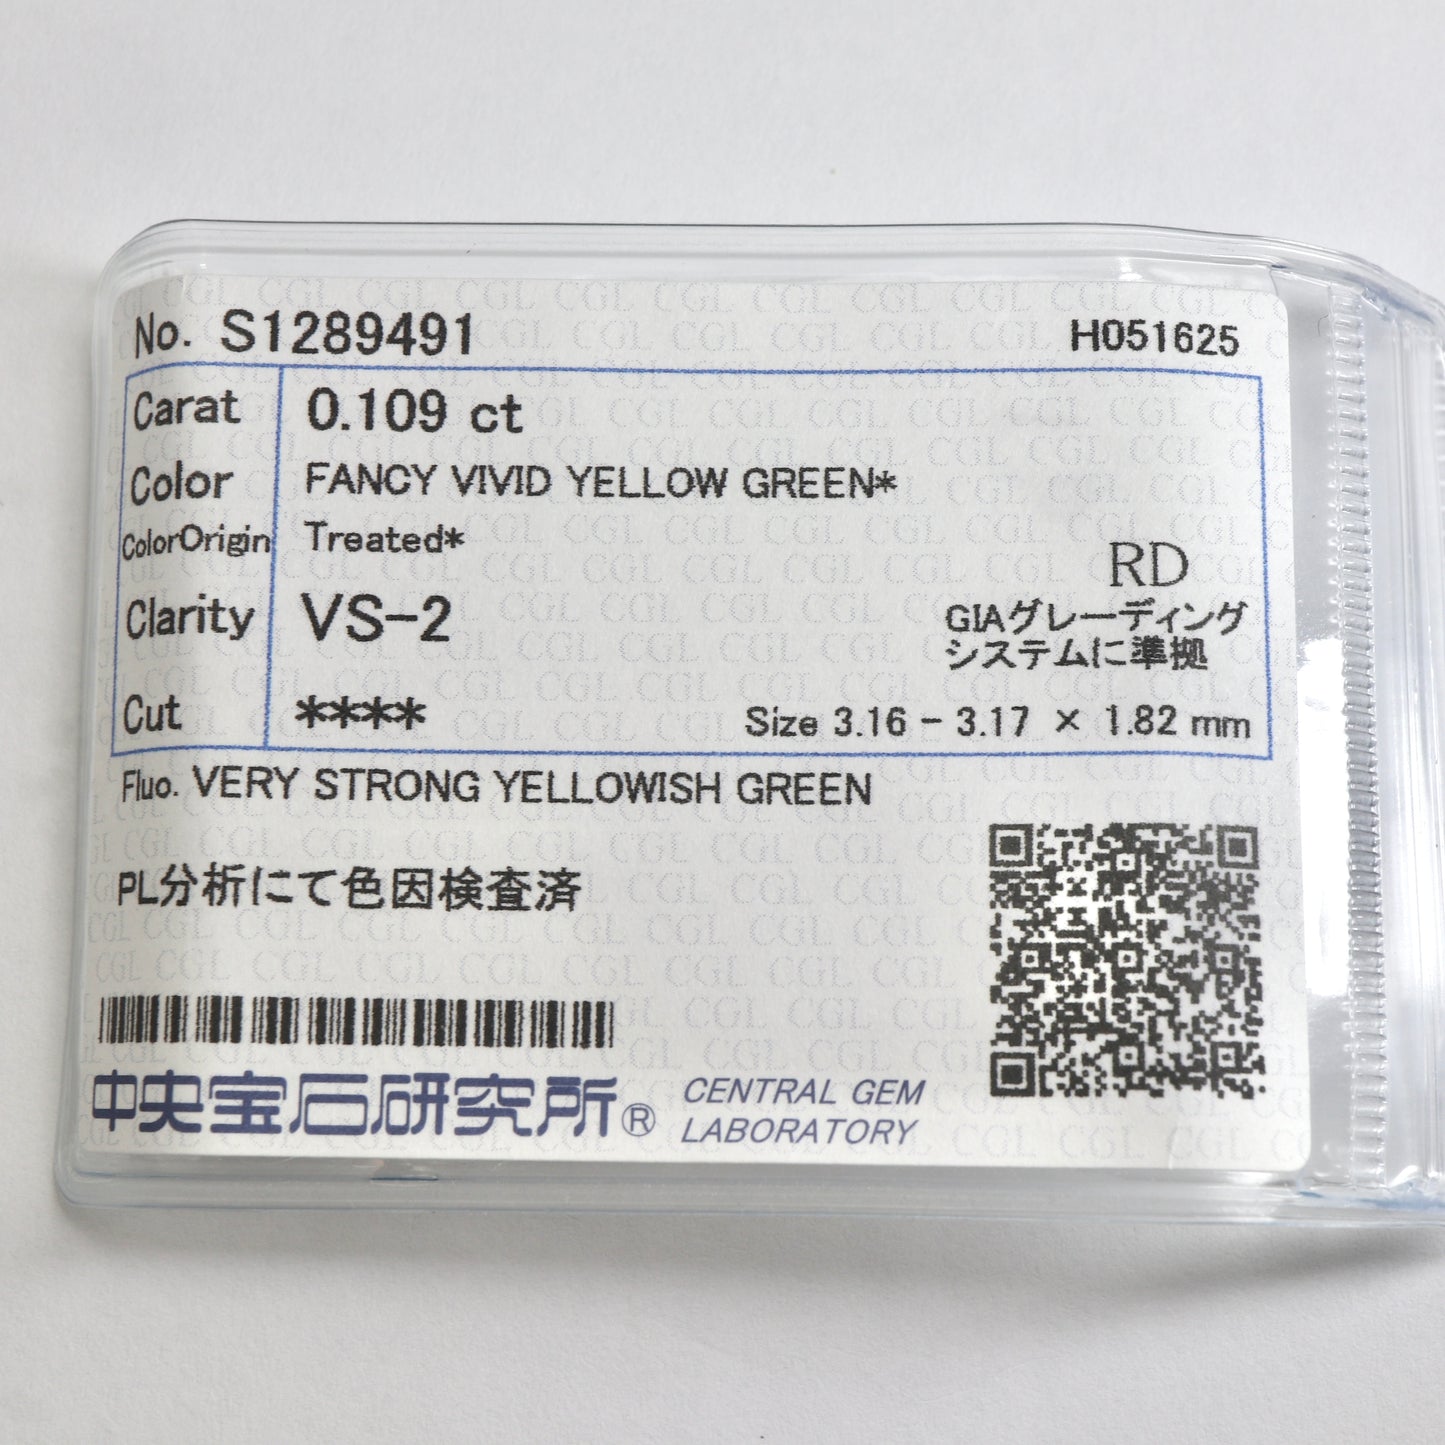 No. S1289491 H051625
Carat 0.109 ct
Color FANCY VIVID YELLOW GREEN*
ColorOrigin Treated*
RD
Clarity VS-2
GIAグレーディング
システムに準拠
Cut ****
Size 3.16 - 3.17 × 1.82 mm
Fluo. VERY STRONG YELLOWISH GREEN
PL分析にて色因検査済
中央宝石研究所®
CENTRAL GEM
LABORATORY